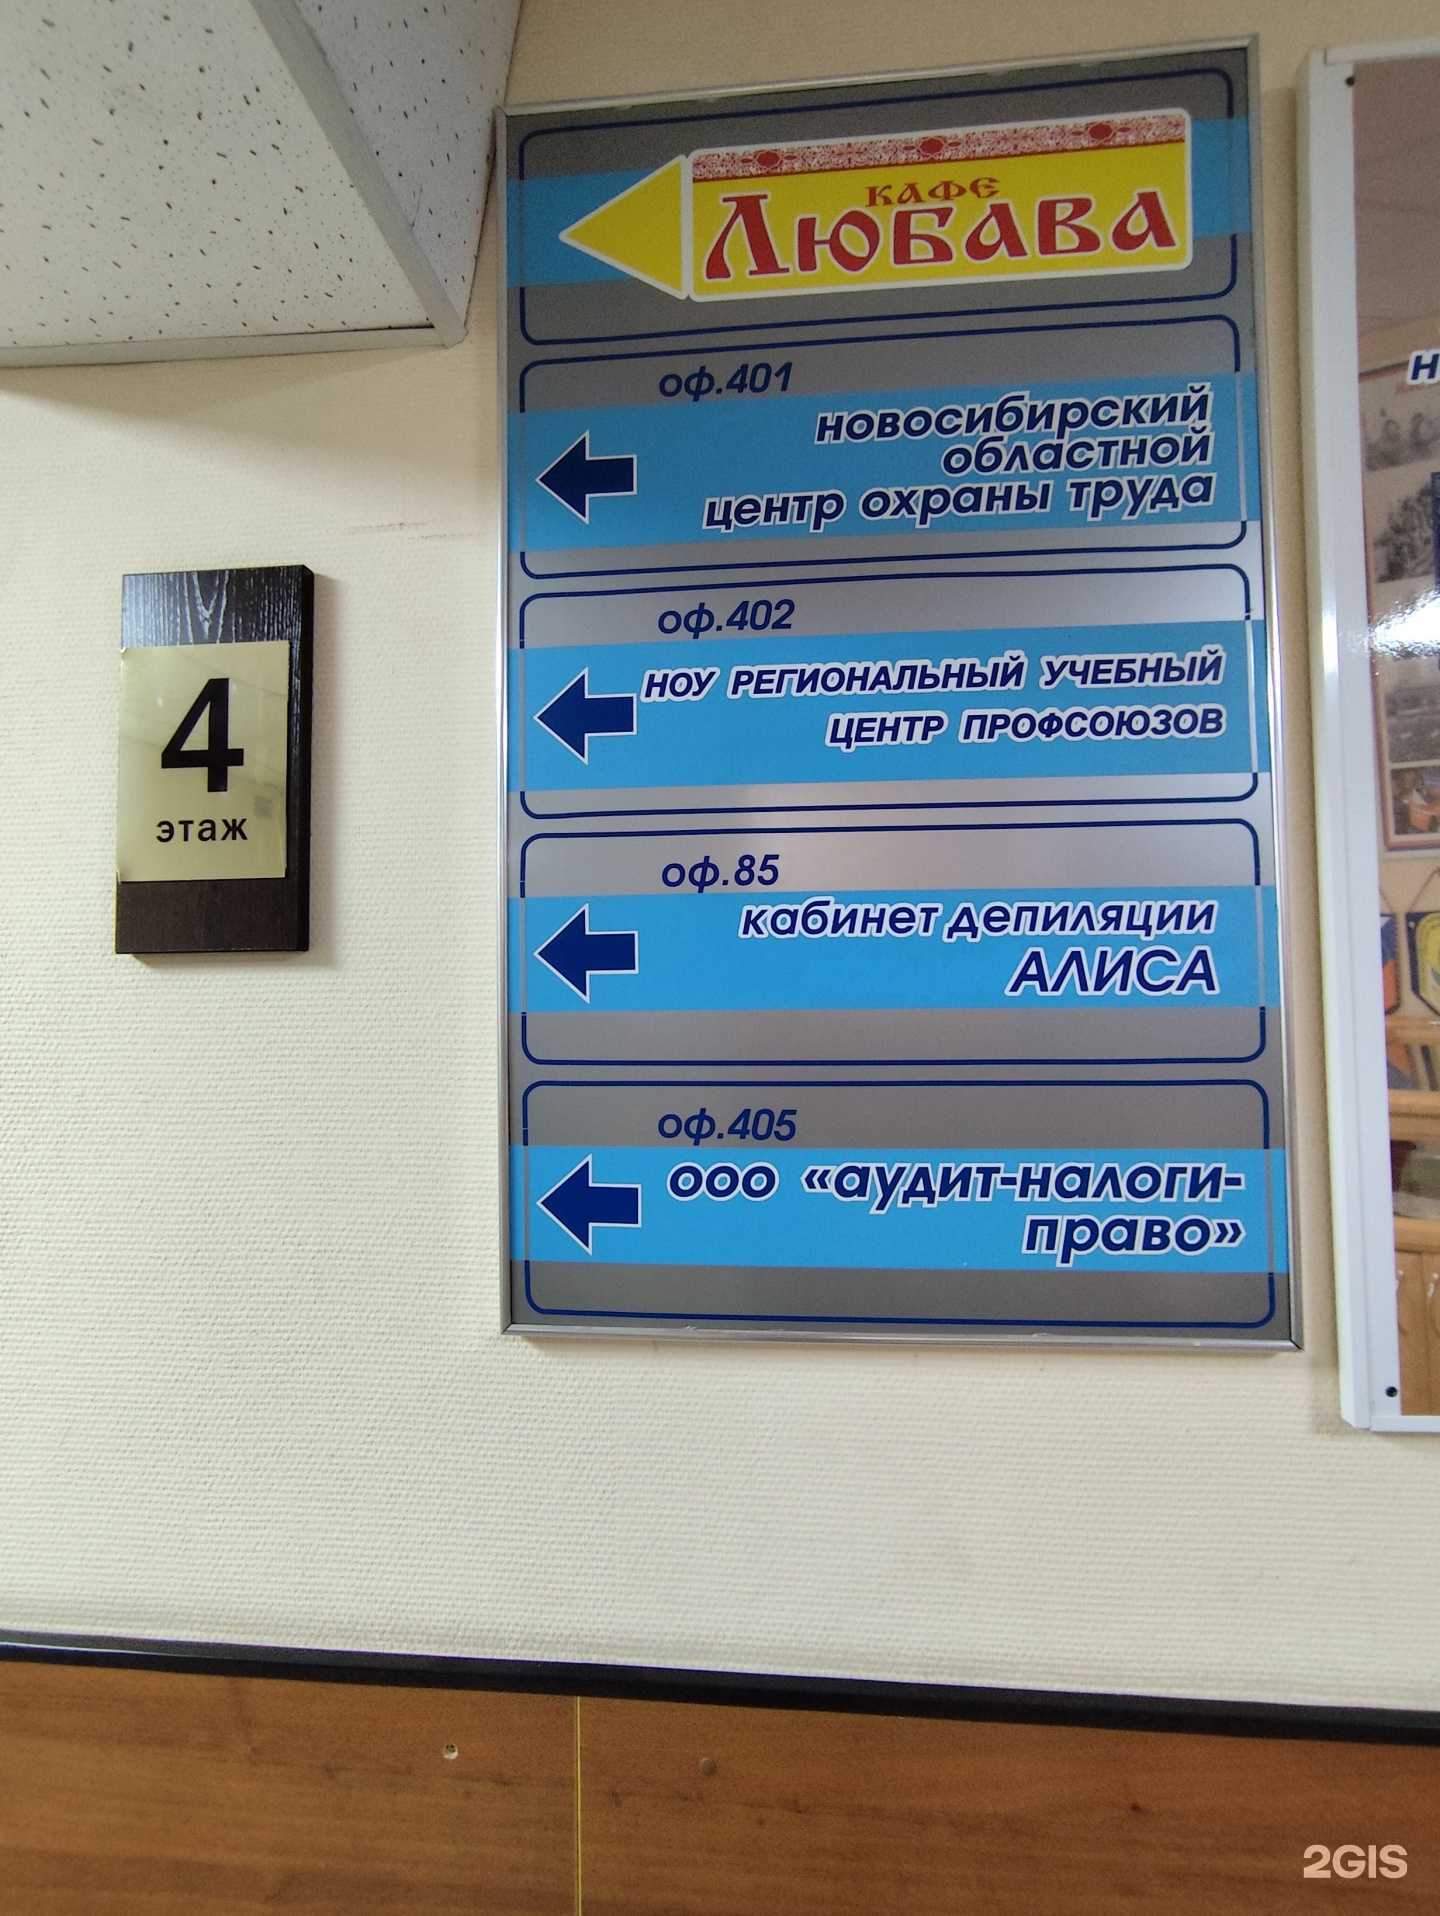 4
этаж
КАФЕ
ЛЮБАВА
оф.401
новосибирский
областной
центр охраны труда
оф.402
НОУ РЕГИОНАЛЬНЫЙ УЧЕБНЫЙ
ЦЕНТР ПРОФСОЮЗОВ
оф.85
кабинет депиляции
АЛИСА
оф.405
ооо «аудит-налоги-
право»
2GIS